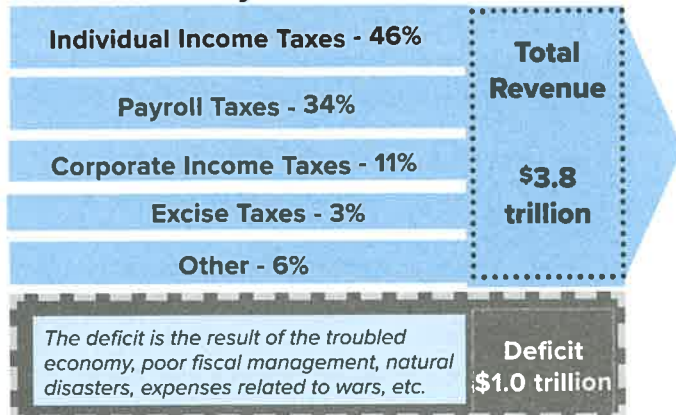 Individual Income Taxes - 46%
Payroll Taxes - 34%
Corporate Income Taxes - 11%
Excise Taxes - 3%
Other - 6%
Total
Revenue
$3.8
trillion
The deficit is the result of the troubled
economy, poor fiscal management, natural
disasters, expenses related to wars, etc.
Deficit
$1.0 trillion